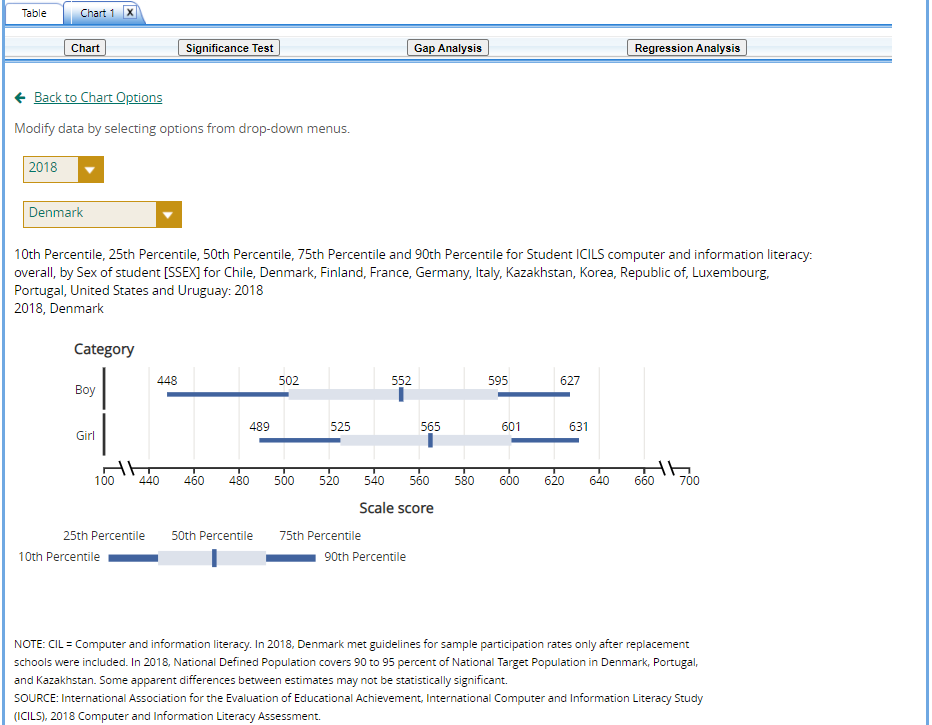 Table Chart 1 X
Chart Significance Test Gap Analysis Regression Analysis
Back to Chart Options
Modify data by selecting options from drop-down menus.
2018
Denmark
10th Percentile, 25th Percentile, 50th Percentile, 75th Percentile and 90th Percentile for Student ICILS computer and information literacy:
overall, by Sex of student [SSEX] for Chile, Denmark, Finland, France, Germany, Italy, Kazakhstan, Korea, Republic of, Luxembourg,
Portugal, United States and Uruguay: 2018
2018, Denmark
Category
448 502 552 595 627
Boy
489 525 565 601 631
Girl
100 440 460 480 500 520 540 560 580 600 620 640 660 700
Scale score
25th Percentile 50th Percentile 75th Percentile
10th Percentile 90th Percentile
NOTE: CIL = Computer and information literacy. In 2018, Denmark met guidelines for sample participation rates only after replacement
schools were included. In 2018, National Defined Population covers 90 to 95 percent of National Target Population in Denmark, Portugal,
and Kazakhstan. Some apparent differences between estimates may not be statistically significant.
SOURCE: International Association for the Evaluation of Educational Achievement, International Computer and Information Literacy Study
(ICILS), 2018 Computer and Information Literacy Assessment.